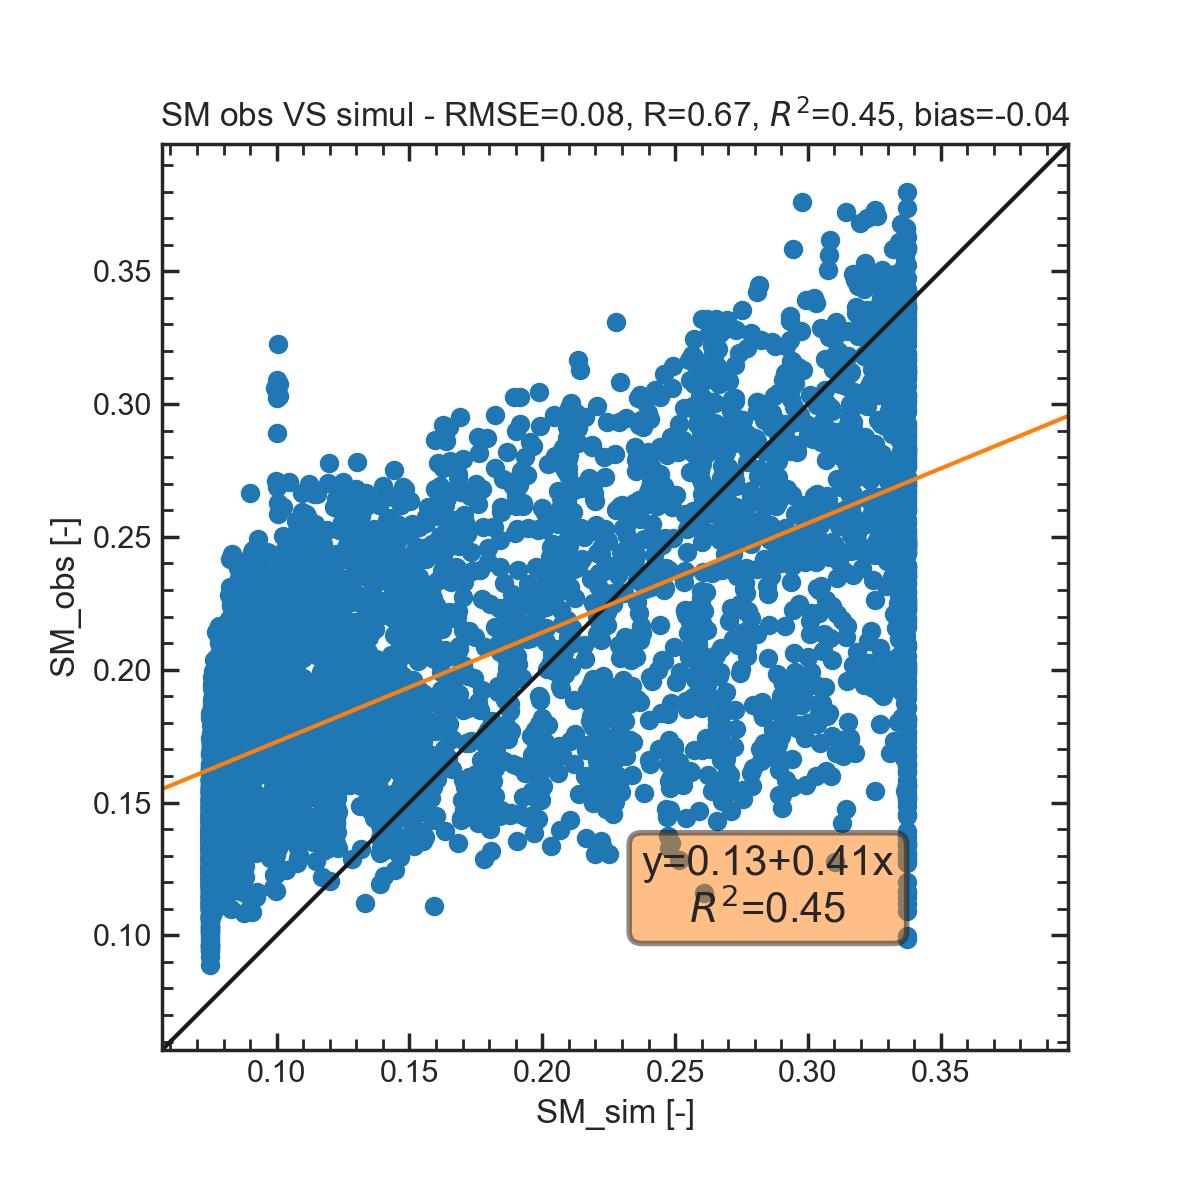 SM obs VS simul - RMSE=0.08, R=0.67, R²=0.45, bias=-0.04
0.35
0.30
0.25
0.20
0.15
0.10
SM_obs [-]
y=0.13+0.41x
R²=0.45
0.10 0.15 0.20 0.25 0.30 0.35
SM_sim [-]